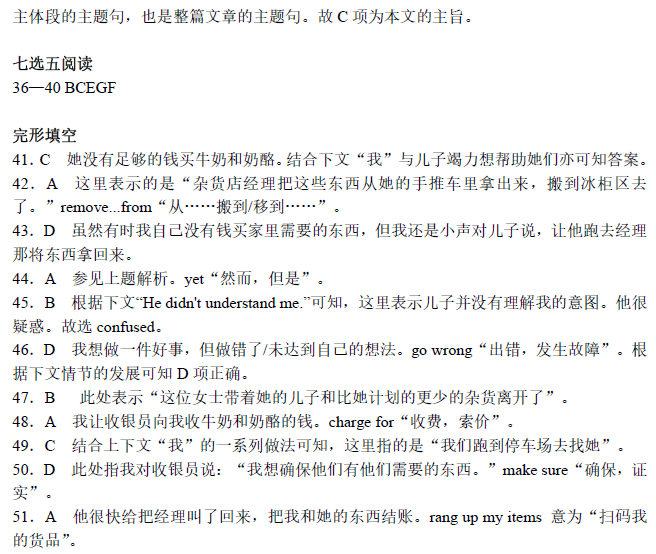 主体段的主题句，也是整篇文章的主题句。故 C 项为本文的主旨。
七选五阅读
36—40 BCEGF
完形填空
41．C 她没有足够的钱买牛奶和奶酪。结合下文“我”与儿子竭力想帮助她们亦可知答案。
42．A 这里表示的是“杂货店经理把这些东西从她的手推车里拿出来，搬到冰柜区去
了。”remove...from“从……搬到/移到……”。
43．D 虽然有时我自己没有钱买家里需要的东西，但我还是小声对儿子说，让他跑去经理
那将东西拿回来。
44．A 参见上题解析。yet“然而，但是”。
45．B 根据下文“He didn't understand me.”可知，这里表示儿子并没有理解我的意图。他很
疑惑。故选 confused。
46．D 我想做一件好事，但做错了/未达到自己的想法。go wrong“出错，发生故障”。根
据下文情节的发展可知 D 项正确。
47．B 此处表示“这位女士带着她的儿子和比她计划的更少的杂货离开了”。
48．A 我让收银员向我收牛奶和奶酪的钱。charge for“收费，索价”。
49．C 结合上下文“我”的一系列做法可知，这里指的是“我们跑到停车场去找她”。
50．D 此处指我对收银员说：“我想确保他们有他们需要的东西。”make sure“确保，证
实”。
51．A 他很快给把经理叫了回来，把我和她的东西结账。rang up my items 意为“扫码我
的货品”。